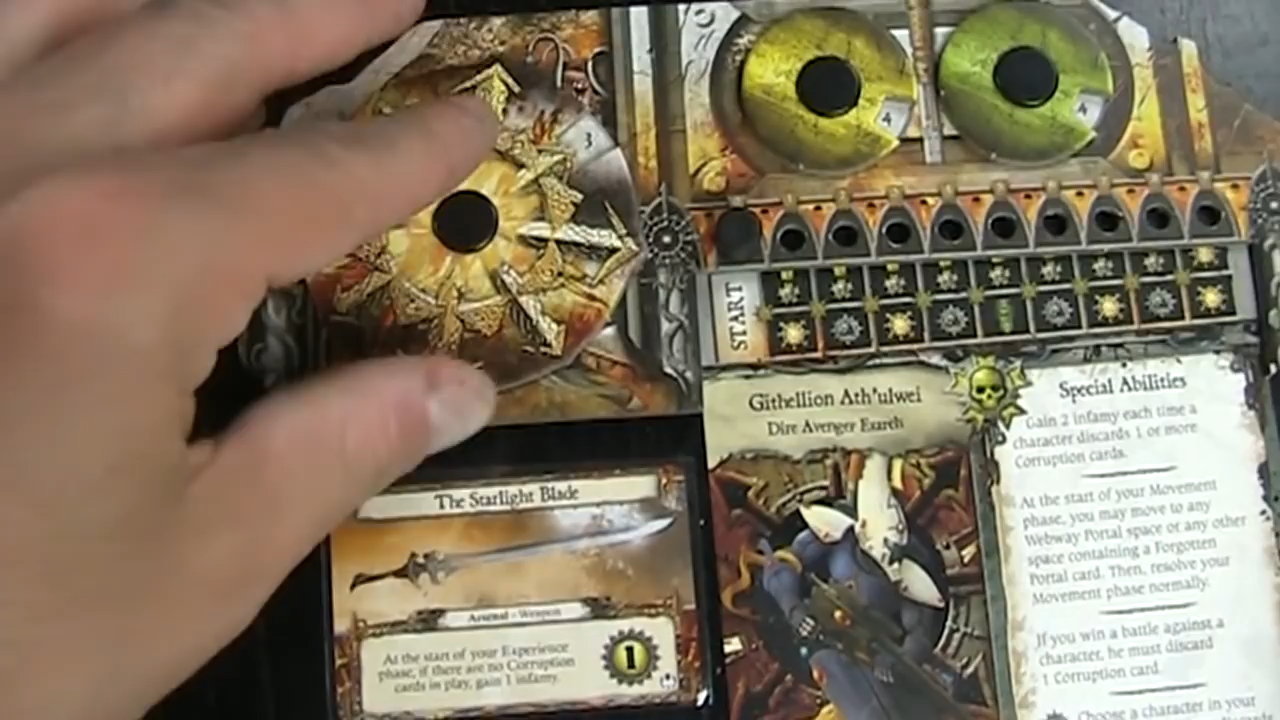 3
4
4
START
Githellion Ath'ulwei
Dire Avenger Exarch
Special Abilities
Gain 2 infamy each time a
character discards 1 or more
Corruption cards.
At the start of your Movement
phase, you may move to any
Webway Portal space or any other
space containing a Forgotten
Portal card. Then, resolve your
Movement phase normally.
If you win a battle against a
character, he must discard
1 Corruption card.
Choose a character in your
The Starlight Blade
Arsenal - Weapon
At the start of your Experience
phase, if there are no Corruption
cards in play, gain 1 infamy.
1